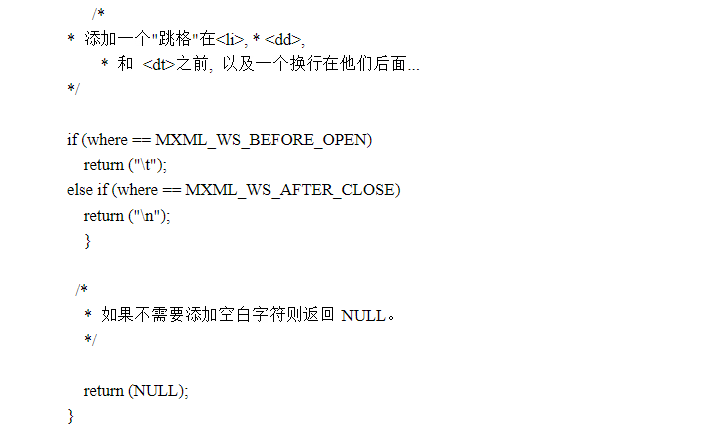 /*
* 添加一个"跳格"在<li>, * <dd>,
* 和 <dt>之前, 以及一个换行在他们后面...
*/
if (where == MXML_WS_BEFORE_OPEN)
return ("\t");
else if (where == MXML_WS_AFTER_CLOSE)
return ("\n");
}
/*
* 如果不需要添加空白字符则返回 NULL。
*/
return (NULL);
}